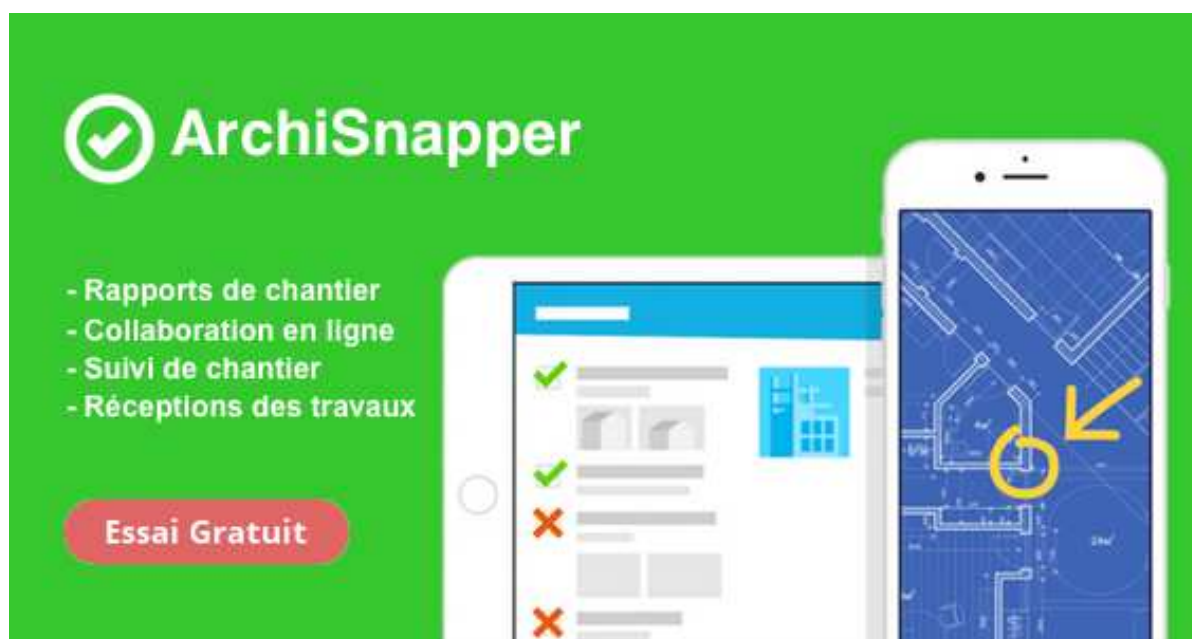 ArchiSnapper
- Rapports de chantier
- Collaboration en ligne
- Suivi de chantier
- Réceptions des travaux
Essai Gratuit